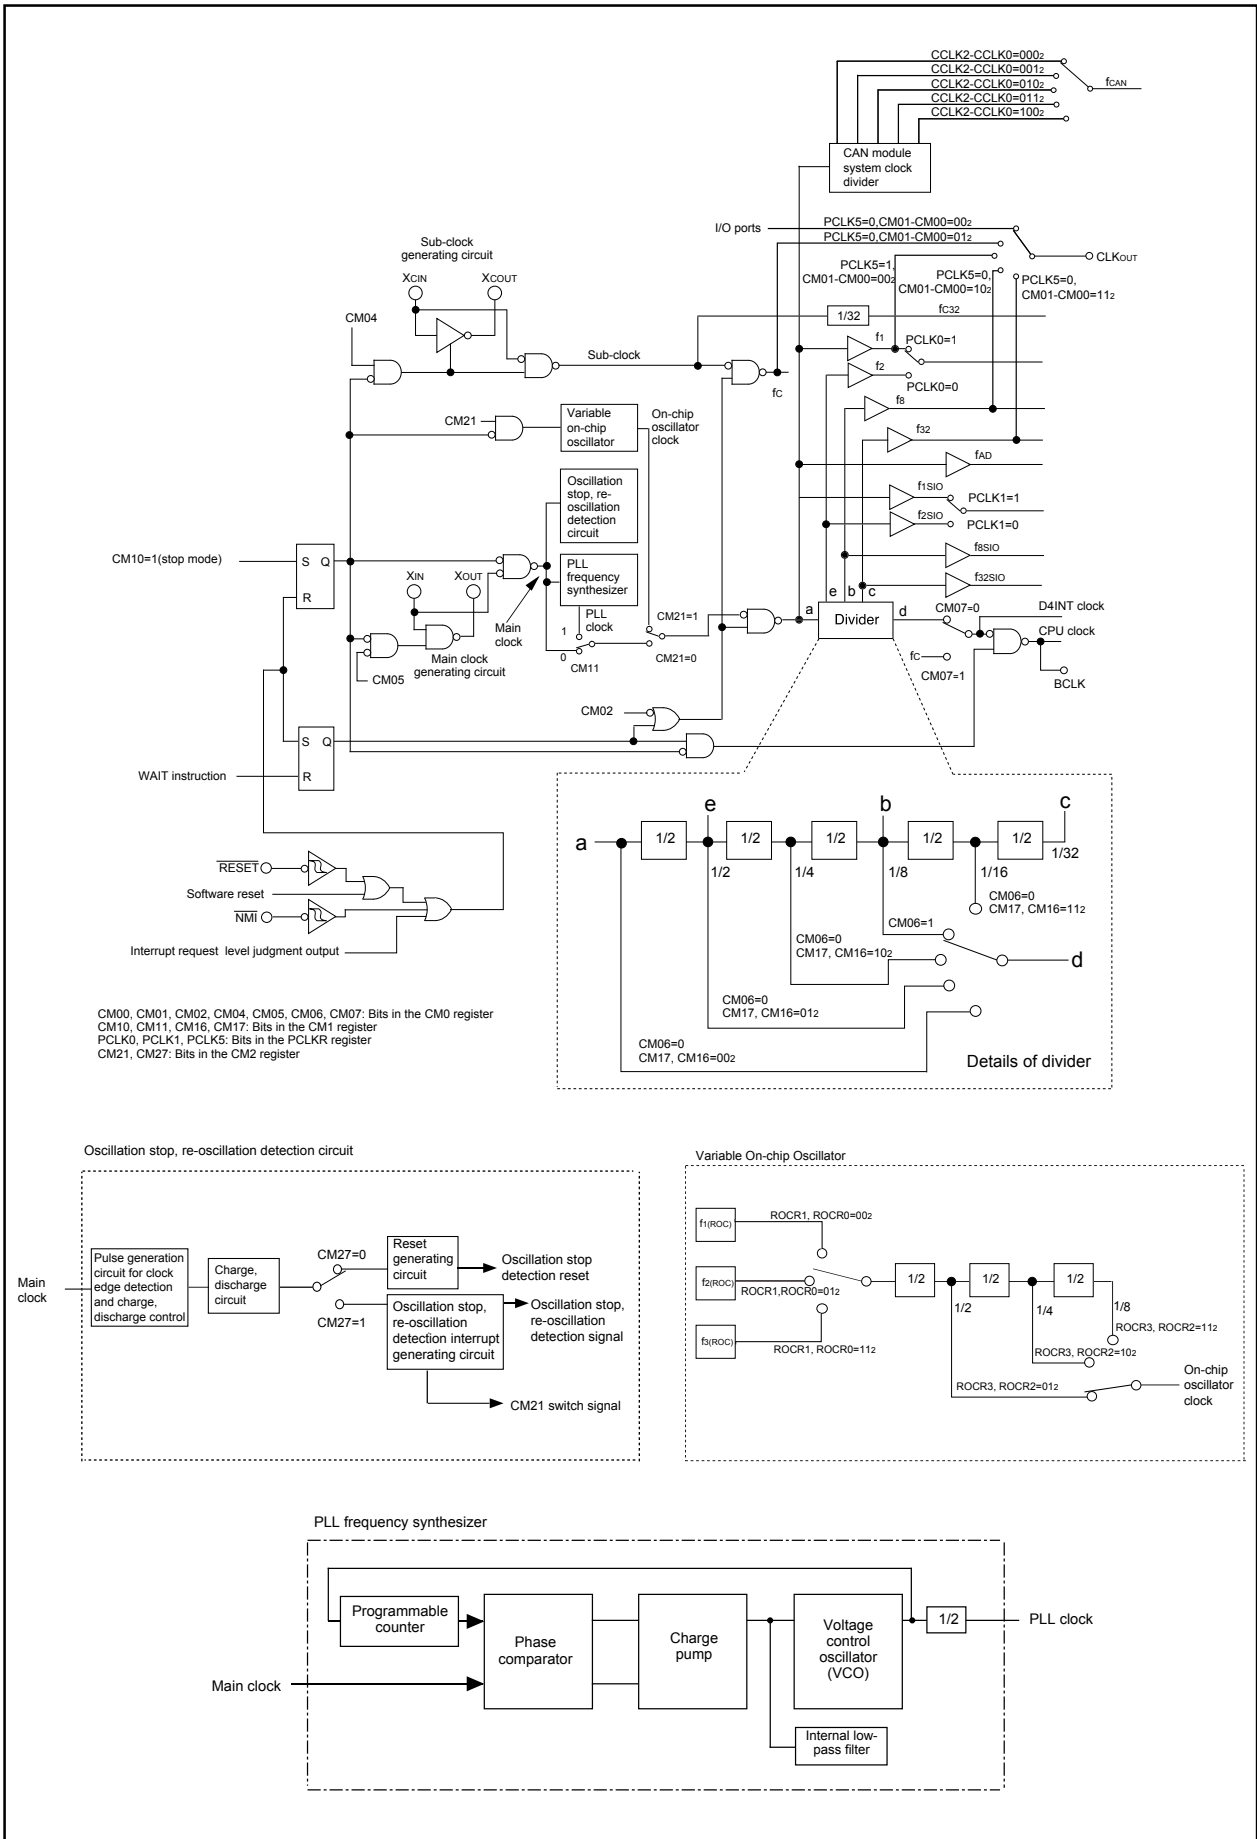 CCLK2-CCLK0=0002
CCLK2-CCLK0=0012
CCLK2-CCLK0=0102
CCLK2-CCLK0=0112
CCLK2-CCLK0=1002
fCAN
CAN module
system clock
divider
I/O ports
PCLK5=0,CM01-CM00=002
PCLK5=0,CM01-CM00=012
CLKOUT
PCLK5=1,
CM01-CM00=002
PCLK5=0,
CM01-CM00=102
PCLK5=0,
CM01-CM00=112
Sub-clock
generating circuit
XCIN
XCOUT
CM04
Sub-clock
1/32
fC32
f1
PCLK0=1
f2
PCLK0=0
fC
f8
f32
fAD
f1SIO
PCLK1=1
f2SIO
PCLK1=0
f8SIO
f32SIO
CM21
Variable
on-chip
oscillator
On-chip
oscillator
clock
Oscillation
stop, re-
oscillation
detection
circuit
PLL
frequency
synthesizer
CM10=1(stop mode)
S Q
R
XIN
XOUT
Main
clock
PLL
clock
1
0
CM11
CM21=1
CM21=0
Main clock
generating circuit
CM05
e b c
a
Divider
d
CM07=0
D4INT clock
CPU clock
fC
CM07=1
BCLK
CM02
S Q
R
WAIT instruction
RESET
Software reset
NMI
Interrupt request level judgment output
a
1/2
e
1/2
1/2
b
1/2
1/2
c
1/2
1/4
1/8
1/16
1/32
CM06=0
CM17, CM16=112
CM06=1
CM06=0
CM17, CM16=102
d
CM06=0
CM17, CM16=012
CM06=0
CM17, CM16=002
Details of divider
CM00, CM01, CM02, CM04, CM05, CM06, CM07: Bits in the CM0 register
CM10, CM11, CM16, CM17: Bits in the CM1 register
PCLK0, PCLK1, PCLK5: Bits in the PCLKR register
CM21, CM27: Bits in the CM2 register
Oscillation stop, re-oscillation detection circuit
Main
clock
Pulse generation
circuit for clock
edge detection
and charge,
discharge control
Charge,
discharge
circuit
CM27=0
CM27=1
Reset
generating
circuit
Oscillation stop
detection reset
Oscillation stop,
re-oscillation
detection interrupt
generating circuit
Oscillation stop,
re-oscillation
detection signal
CM21 switch signal
Variable On-chip Oscillator
f1(ROC)
ROCR1, ROCR0=002
f2(ROC)
ROCR1,ROCR0=012
f3(ROC)
ROCR1, ROCR0=112
1/2
1/2
1/2
1/2
1/4
1/8
ROCR3, ROCR2=112
ROCR3, ROCR2=102
ROCR3, ROCR2=012
On-chip
oscillator
clock
PLL frequency synthesizer
Programmable
counter
Phase
comparator
Charge
pump
Voltage
control
oscillator
(VCO)
1/2
PLL clock
Main clock
Internal low-
pass filter